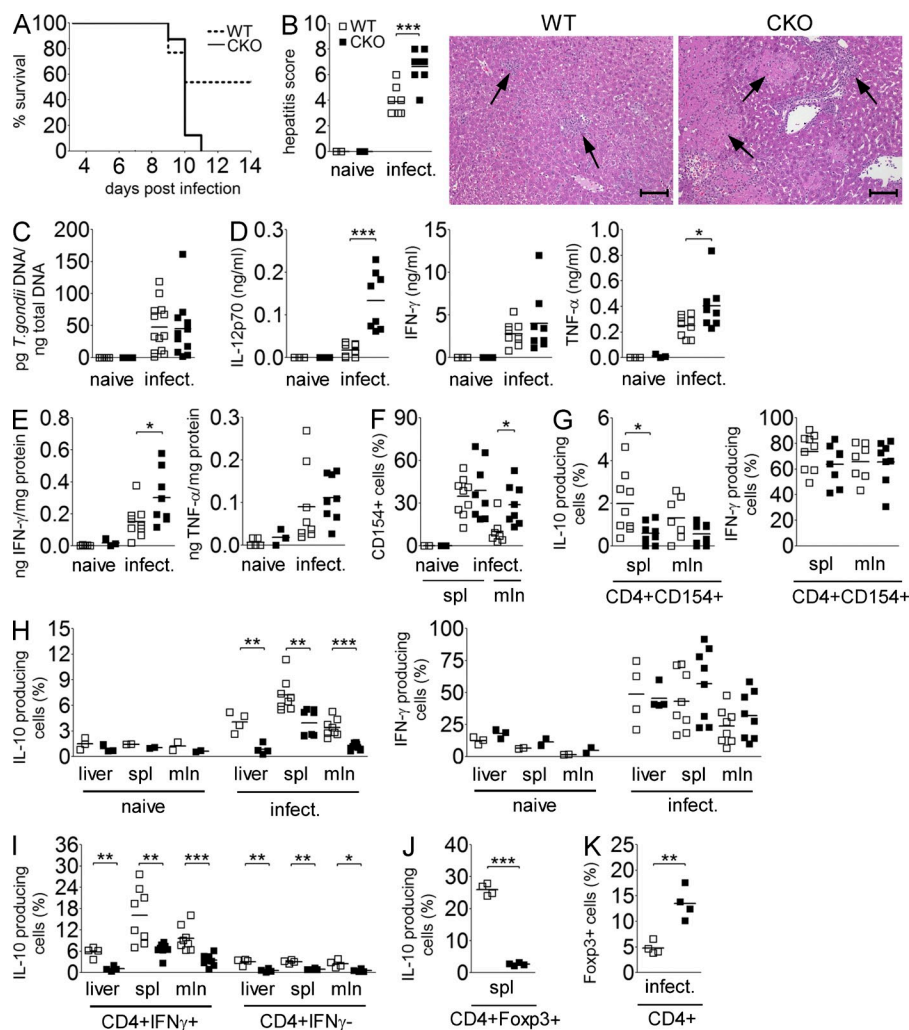 A
% survival
100
80
60
40
20
0
4 6 8 10 12 14
days post infection
WT
CKO
B
hepatitis score
10
8
6
4
2
0
naive infect.
WT
CKO
***
WT
CKO
C
pg T.gondii DNA/
ng total DNA
250
200
150
100
50
0
naive infect.
D
IL-12p70 (ng/ml)
0.3
0.2
0.1
0.0
naive infect.
***
IFN-γ (ng/ml)
15
10
5
0
naive infect.
TNF-α (ng/ml)
1.0
0.8
0.6
0.4
0.2
0.0
naive infect.
*
E
ng IFN-γ/mg protein
0.8
0.6
0.4
0.2
0.0
naive infect.
*
ng TNF-α/mg protein
0.3
0.2
0.1
0.0
naive infect.
F
CD154+ cells (%)
90
60
30
0
naive infect.
spl mln
*
G
IL-10 producing
cells (%)
6
4
2
0
spl mln
CD4+CD154+
*
IFN-γ producing
cells (%)
100
80
60
40
20
0
spl mln
CD4+CD154+
H
IL-10 producing
cells (%)
15
12
9
6
3
0
liver spl mln liver spl mln
naive infect.
** ** ***
IFN-γ producing
cells (%)
100
75
50
25
0
liver spl mln liver spl mln
naive infect.
I
IL-10 producing
cells (%)
36
30
24
18
12
6
0
liver spl mln liver spl mln
CD4+IFNγ+ CD4+IFNγ-
** ** *** ** ** *
J
IL-10 producing
cells (%)
40
30
20
10
0
spl
CD4+Foxp3+
***
K
Foxp3+ cells (%)
25
20
15
10
5
0
infect.
CD4+
**